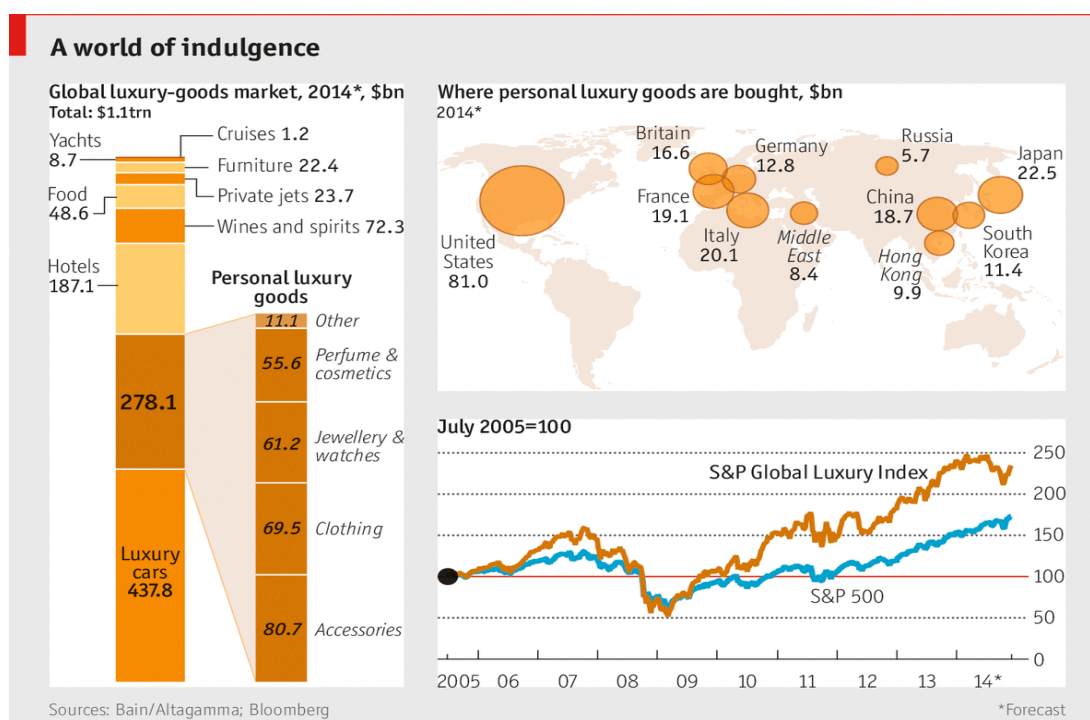 A world of indulgence
Global luxury-goods market, 2014*, $bn
Total: $1.1trn
Yachts
8.7
Cruises 1.2
Furniture 22.4
Private jets 23.7
Food
48.6
Wines and spirits 72.3
Hotels
187.1
278.1
Luxury
cars
437.8
Personal luxury
goods
11.1 Other
55.6 Perfume &
cosmetics
61.2 Jewellery &
watches
69.5 Clothing
80.7 Accessories
Where personal luxury goods are bought, $bn
2014*
United
States
81.0
Britain
16.6
Germany
12.8
France
19.1
Italy
20.1
Middle
East
8.4
Russia
5.7
China
18.7
Hong
Kong
9.9
Japan
22.5
South
Korea
11.4
July 2005=100
S&P Global Luxury Index
S&P 500
250
200
150
100
50
0
2005 06 07 08 09 10 11 12 13 14*
Sources: Bain/Altagamma; Bloomberg
*Forecast